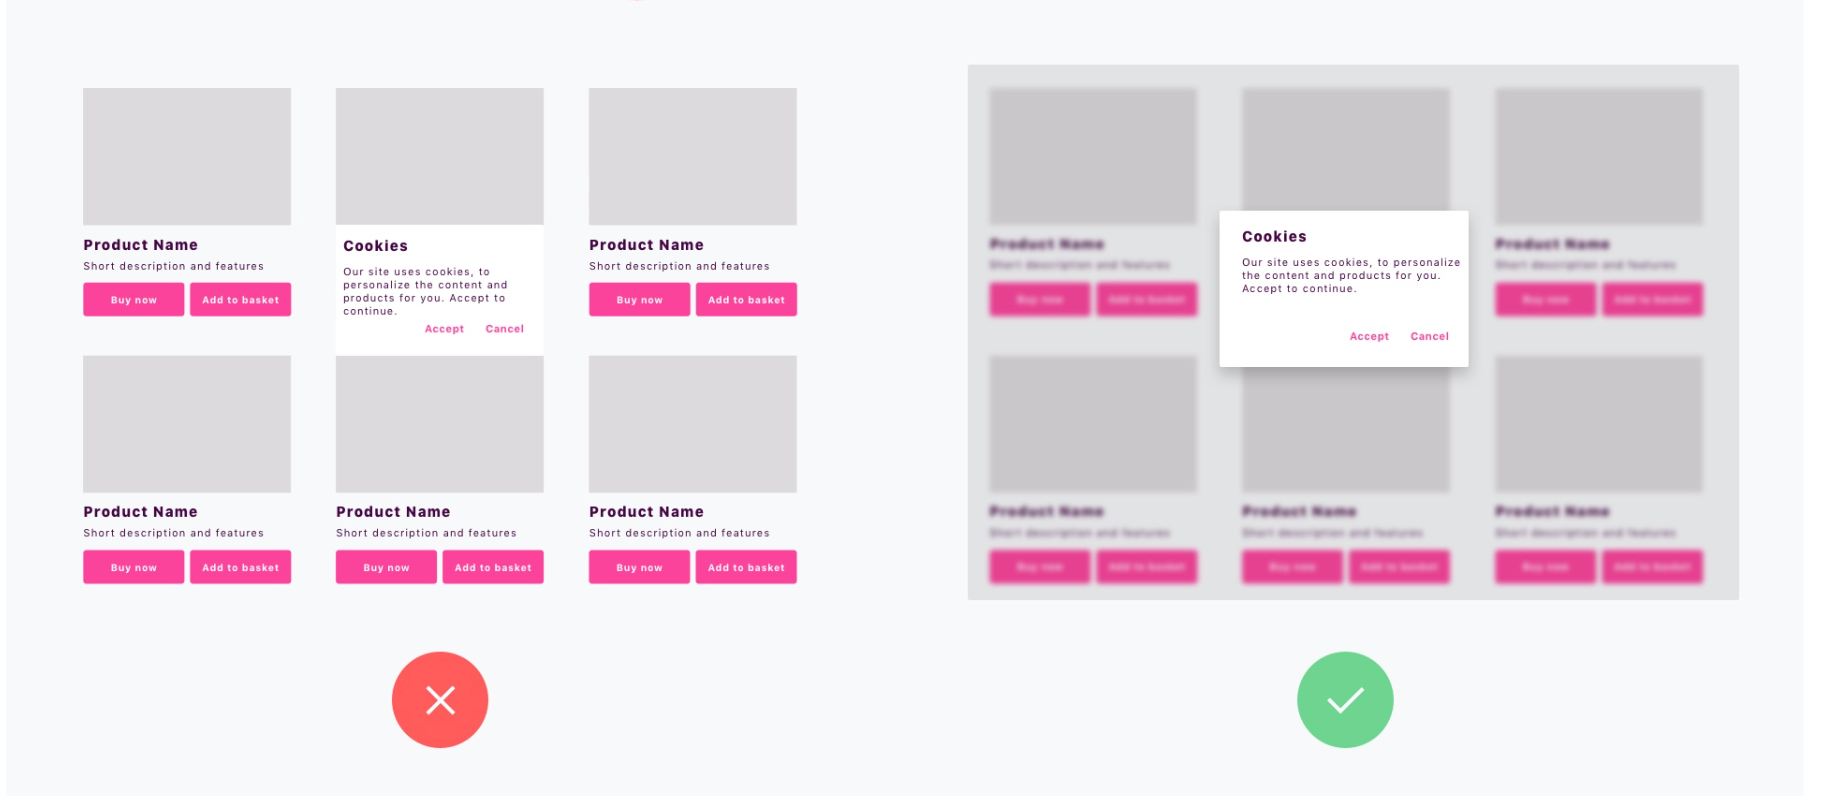 Product Name
Short description and features
Buy now Add to basket
Cookies
Our site uses cookies, to
personalize the content and
products for you. Accept to
continue.
Accept Cancel
Product Name
Short description and features
Buy now Add to basket
Product Name
Short description and features
Buy now Add to basket
Product Name
Short description and features
Buy now Add to basket
Product Name
Short description and features
Buy now Add to basket
Product Name
Short description and features
Buy now Add to basket
Cookies
Our site uses cookies, to personalize
the content and products for you.
Accept to continue.
Accept Cancel
Product Name
Short description and features
Buy now Add to basket
Product Name
Short description and features
Buy now Add to basket
Product Name
Short description and features
Buy now Add to basket
Product Name
Short description and features
Buy now Add to basket